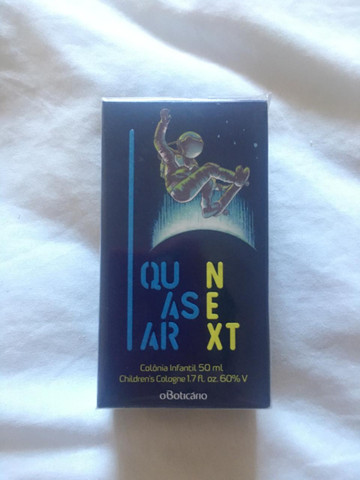 QU
AS
AR
N
E
XT
Colônia Infantil 50 ml
Children's Cologne 1.7 fl. oz. 60% V
oBoticário